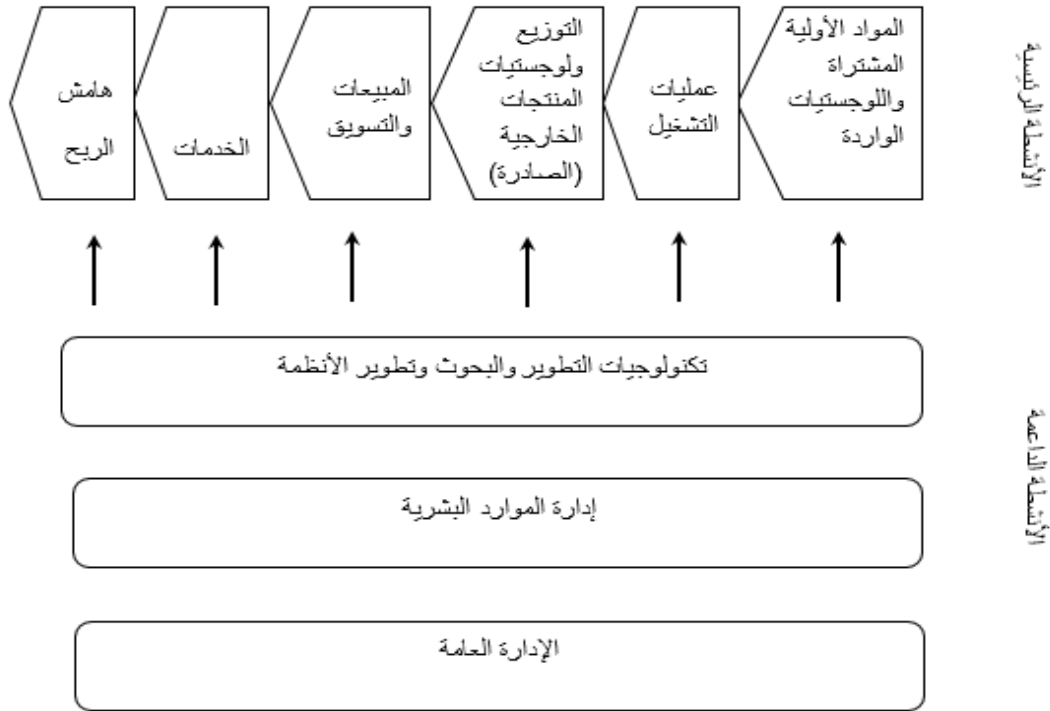 الأنشطة الرئيسية
المواد الأولية
المشتراة
واللوجستيات
الواردة
عمليات
التشغيل
التوزيع
ولوجستيات
المنتجات
الخارجية
(الصادرة)
المبيعات
والتسويق
الخدمات
هامش
الربح
الأنشطة الداعمة
تكنولوجيات التطوير والبحوث وتطوير الأنظمة
إدارة الموارد البشرية
الإدارة العامة